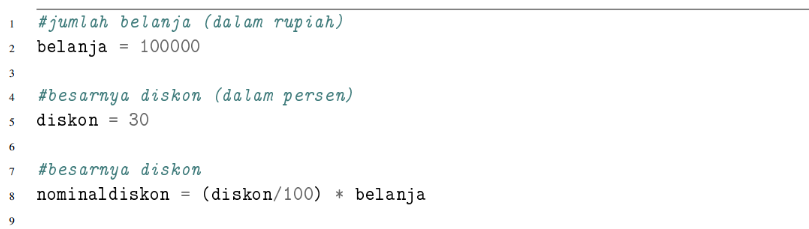 1 #jumlah belanja (dalam rupiah)
2 belanja = 100000
3
4 #besarnya diskon (dalam persen)
5 diskon = 30
6
7 #besarnya diskon
8 nominaldiskon = (diskon/100) * belanja
9